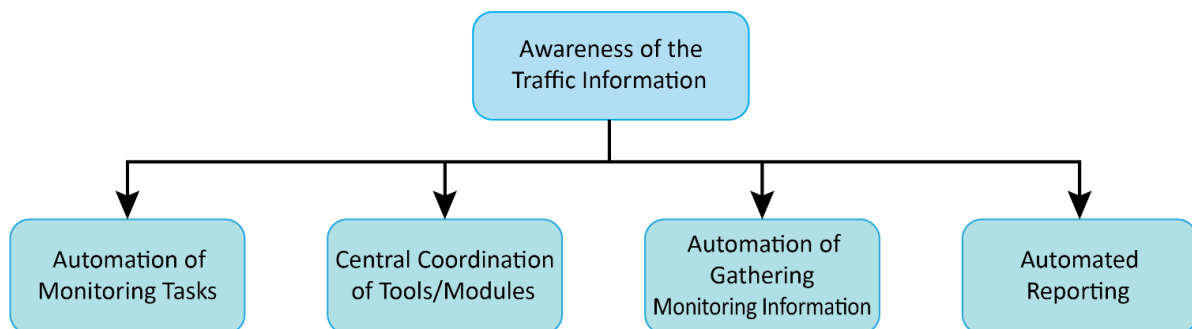 Awareness of the
Traffic Information
Automation of
Monitoring Tasks
Central Coordination
of Tools/Modules
Automation of
Gathering
Monitoring Information
Automated
Reporting